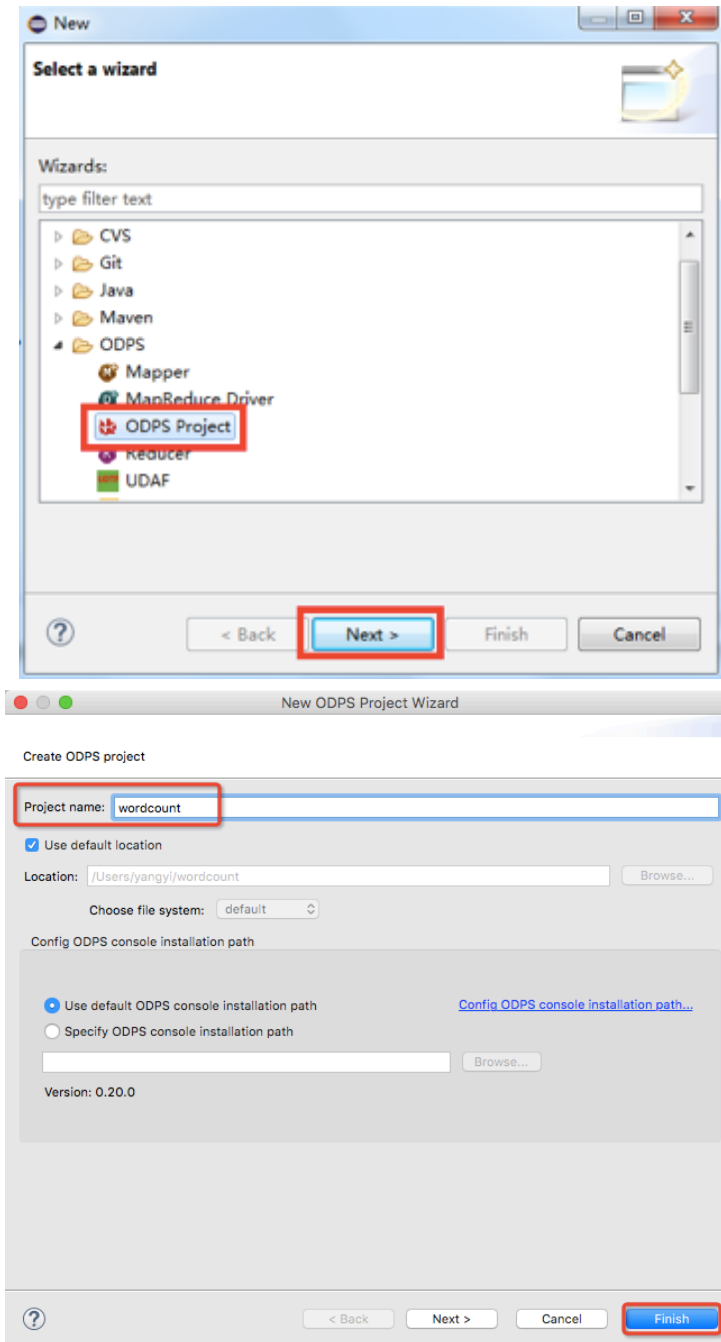 New
Select a wizard
Wizards:
type filter text
CVS
Git
Java
Maven
ODPS
Mapper
MapReduce Driver
ODPS Project
Reducer
UDAF
< Back Next > Finish Cancel
New ODPS Project Wizard
Create ODPS project
Project name: wordcount
Use default location
Location: /Users/yangyi/wordcount Browse...
Choose file system: default
Config ODPS console installation path
Use default ODPS console installation path Config ODPS console installation path...
Specify ODPS console installation path
Browse...
Version: 0.20.0
? < Back Next > Cancel Finish